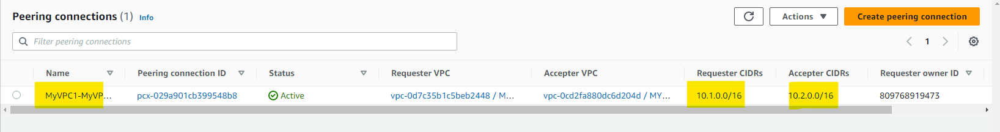 Peering connections (1) Info
Actions
Create peering connection
Filter peering connections
1
Name Peering connection ID Status Requester VPC Accepter VPC Requester CIDRs Accepter CIDRs Requester owner ID
MyVPC1-MyVP... pcx-029a901cb399548b8 Active vpc-0d7c35b1c5beb2448 / M... vpc-0cd2fa880dc6d204d / MY... 10.1.0.0/16 10.2.0.0/16 809768919473